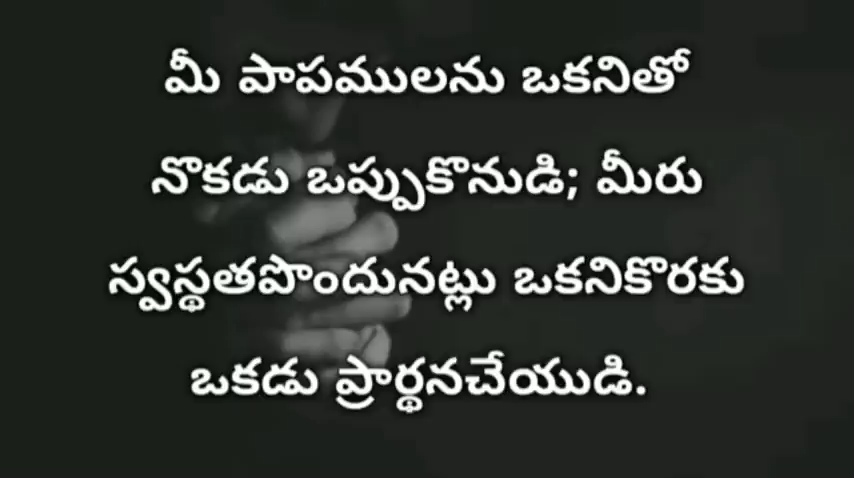 మీ పాపములను ఒకనితో
నొకడు ఒప్పుకొనుడి; మీరు
స్వస్థతపొందునట్లు ఒకనికొరకు
ఒకడు ప్రార్థనచేయుడి.